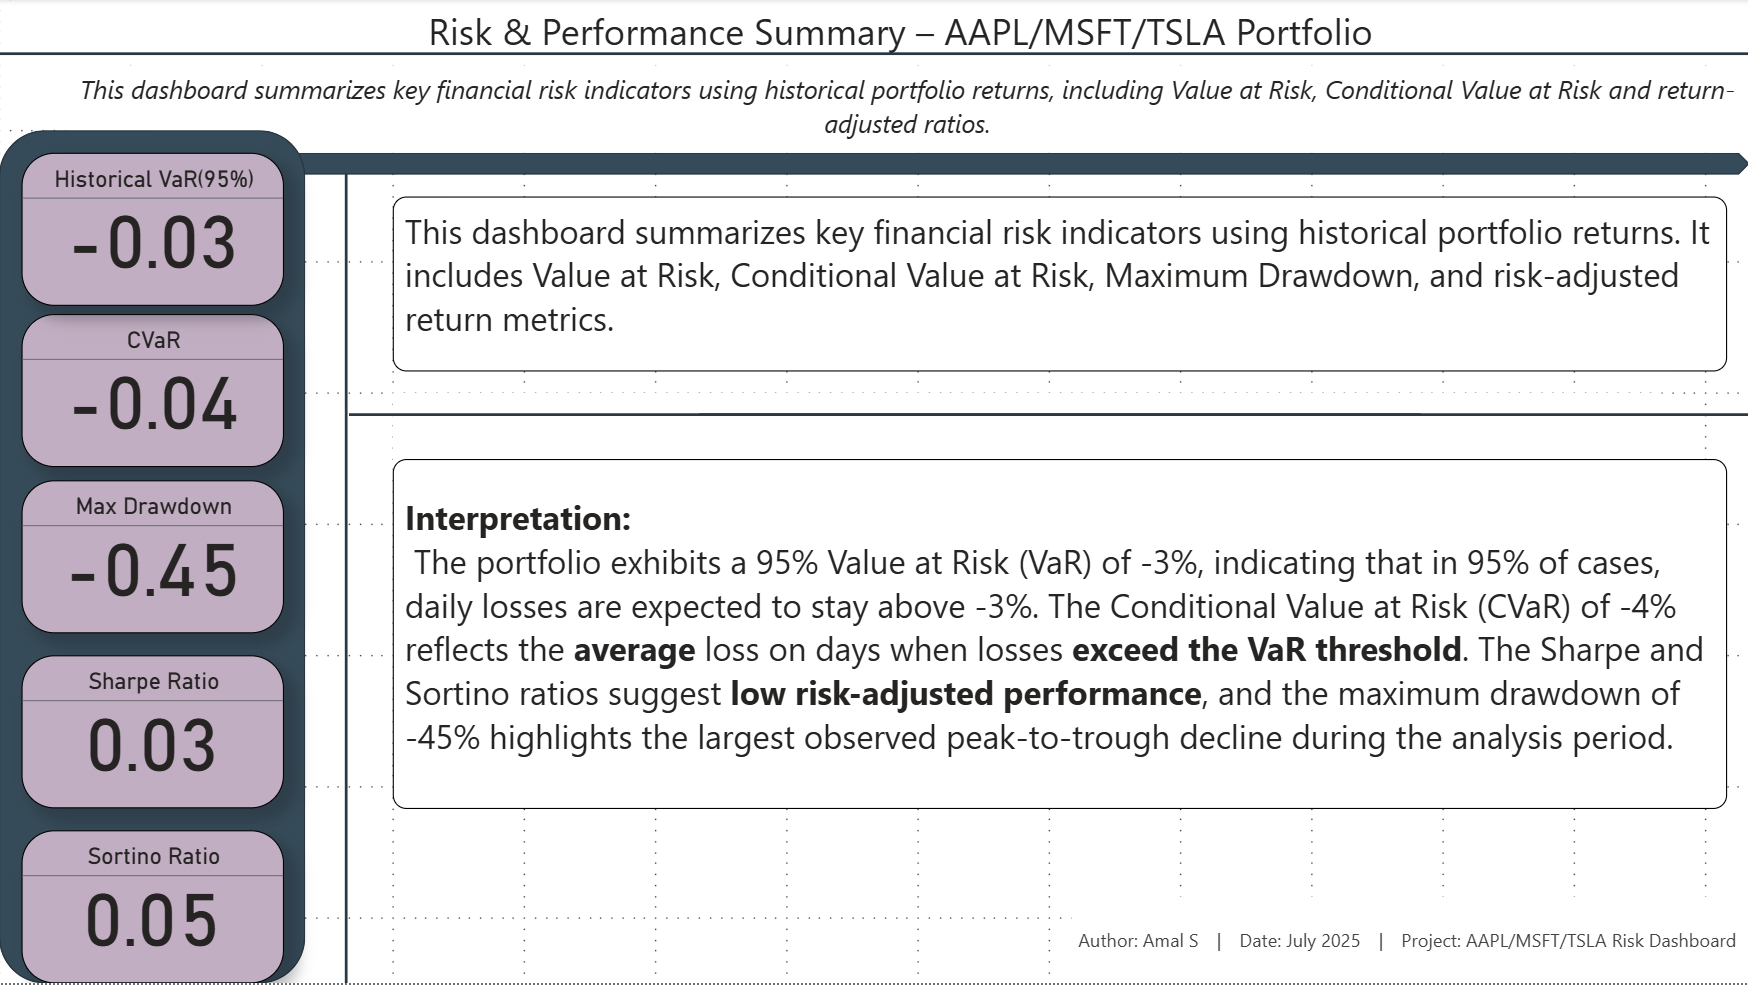 Risk & Performance Summary – AAPL/MSFT/TSLA Portfolio
This dashboard summarizes key financial risk indicators using historical portfolio returns, including Value at Risk, Conditional Value at Risk and return-
adjusted ratios.
Historical VaR(95%)
-0.03
CVaR
-0.04
Max Drawdown
-0.45
Sharpe Ratio
0.03
Sortino Ratio
0.05
This dashboard summarizes key financial risk indicators using historical portfolio returns. It
includes Value at Risk, Conditional Value at Risk, Maximum Drawdown, and risk-adjusted
return metrics.
Interpretation:
The portfolio exhibits a 95% Value at Risk (VaR) of -3%, indicating that in 95% of cases,
daily losses are expected to stay above -3%. The Conditional Value at Risk (CVaR) of -4%
reflects the average loss on days when losses exceed the VaR threshold. The Sharpe and
Sortino ratios suggest low risk-adjusted performance, and the maximum drawdown of
-45% highlights the largest observed peak-to-trough decline during the analysis period.
Author: Amal S | Date: July 2025 | Project: AAPL/MSFT/TSLA Risk Dashboard